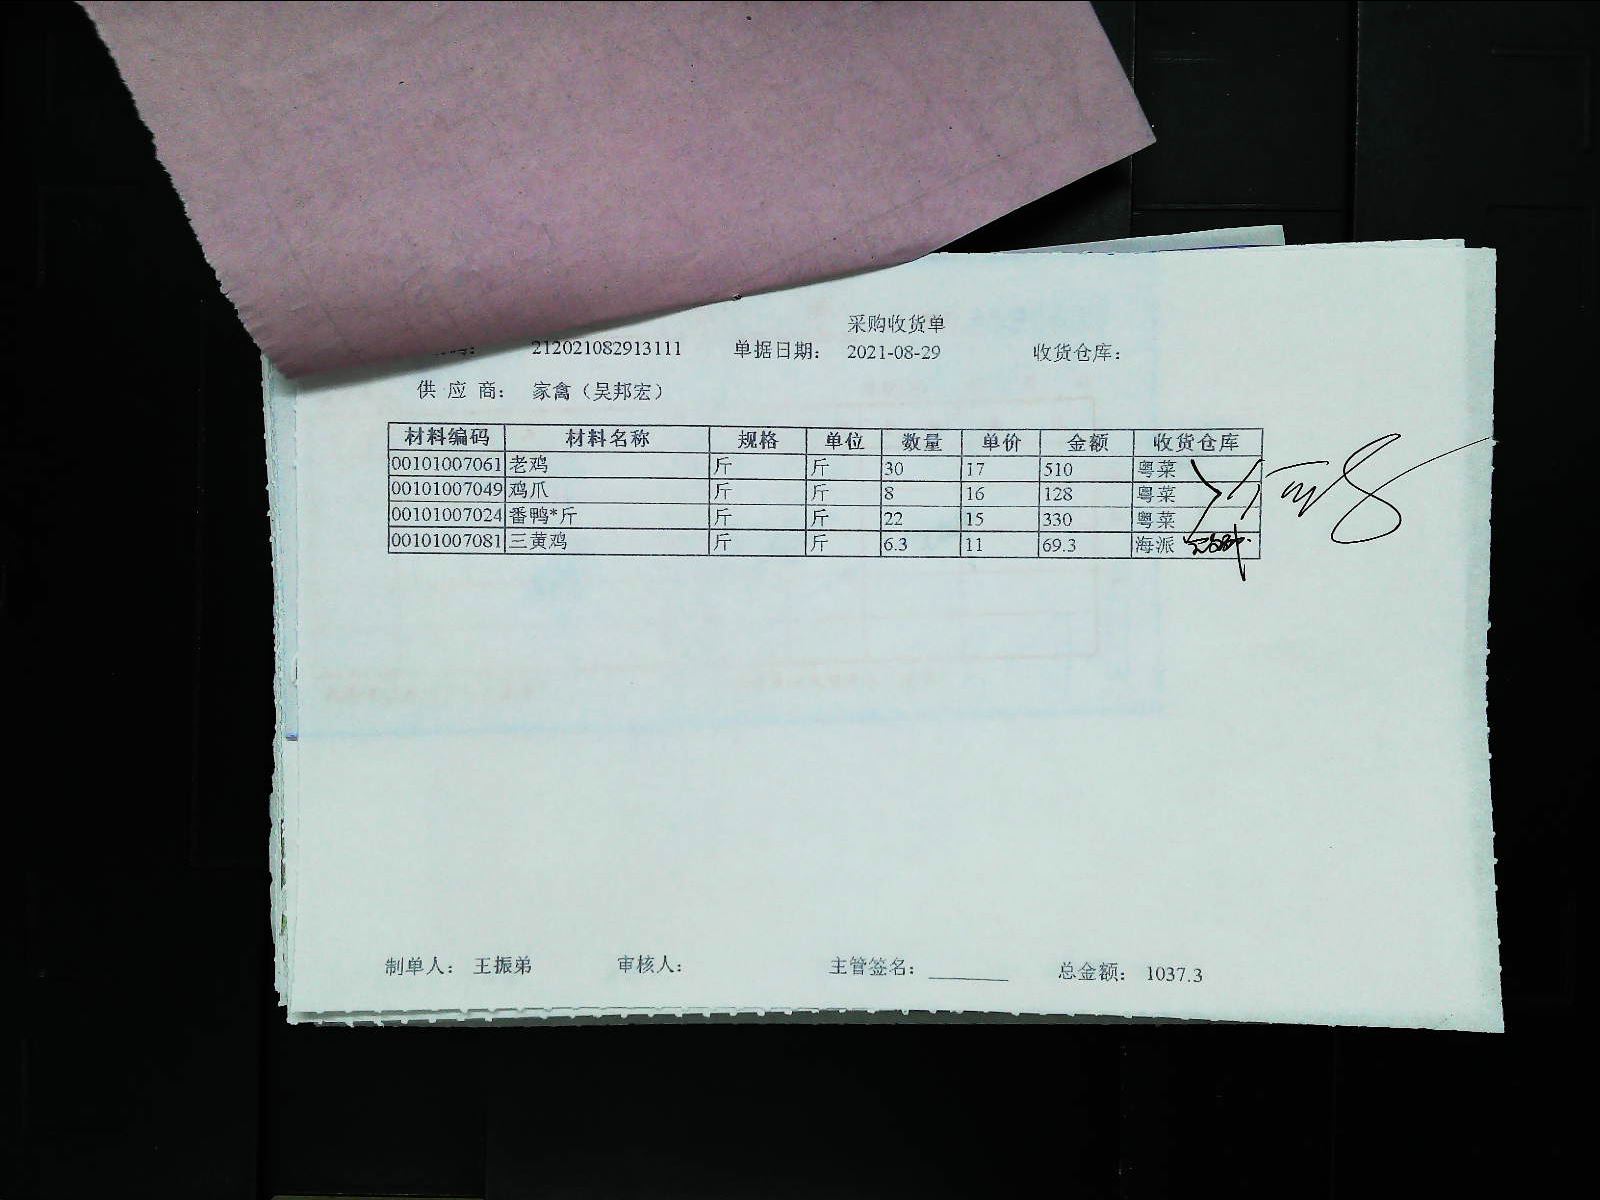 采购收货单
212021082913111 单据日期： 2021-08-29 收货仓库：
供 应 商： 家禽（吴邦宏）
材料编码 材料名称 规格 单位 数量 单价 金额 收货仓库
00101007061 老鸡 斤 斤 30 17 510 粤菜
00101007049 鸡爪 斤 斤 8 16 128 粤菜
00101007024 番鸭*斤 斤 斤 22 15 330 粤菜
00101007081 三黄鸡 斤 斤 6.3 11 69.3 海派
制单人： 王振弟 审核人： 主管签名： 总金额： 1037.3